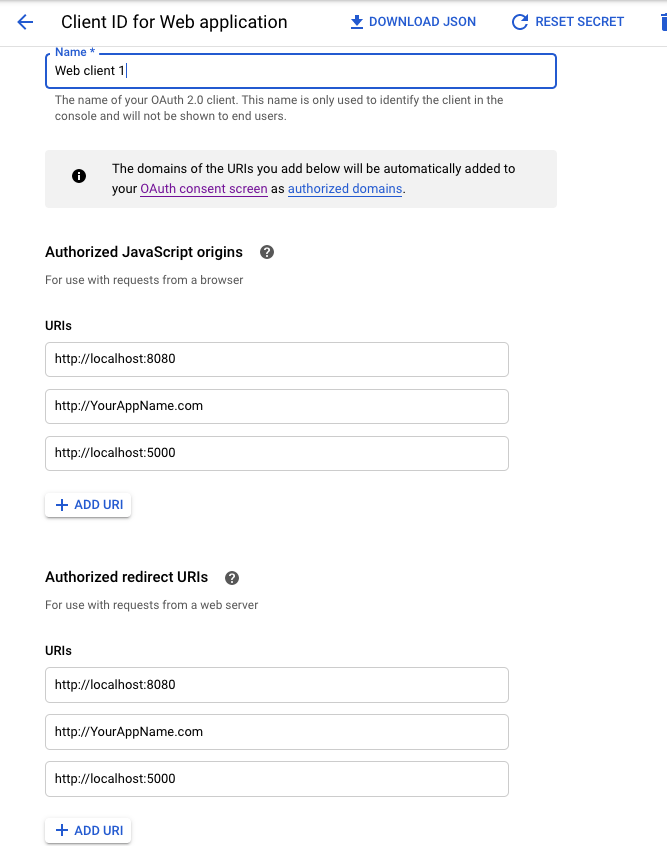 Client ID for Web application
DOWNLOAD JSON
RESET SECRET
Name *
Web client 1
The name of your OAuth 2.0 client. This name is only used to identify the client in the
console and will not be shown to end users.
The domains of the URIs you add below will be automatically added to
your OAuth consent screen as authorized domains.
Authorized JavaScript origins
For use with requests from a browser
URIs
http://localhost:8080
http://YourAppName.com
http://localhost:5000
ADD URI
Authorized redirect URIs
For use with requests from a web server
URIs
http://localhost:8080
http://YourAppName.com
http://localhost:5000
ADD URI